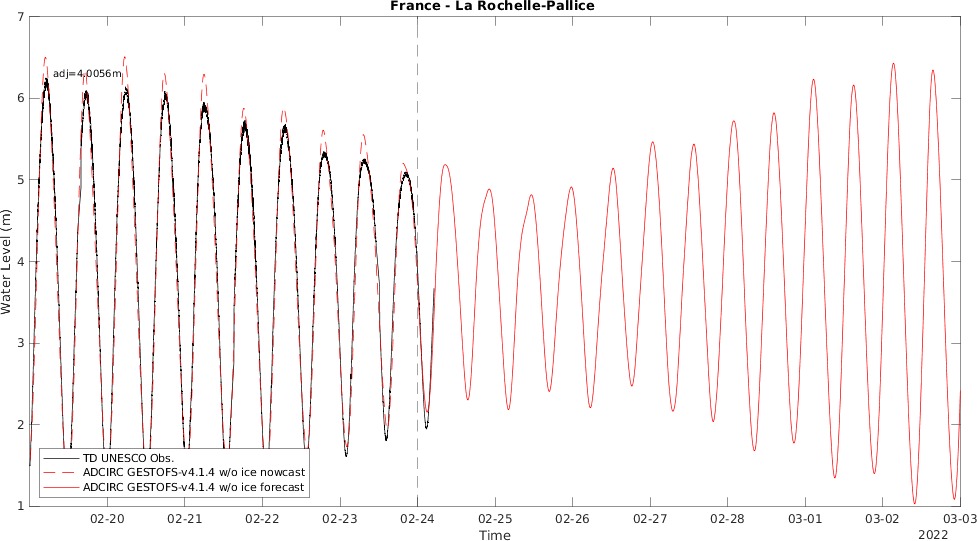 France - La Rochelle-Pallice
7
adj=4.0056m
6
5
4
3
2
1
Water Level (m)
TD UNESCO Obs.
ADCIRC GESTOFS-v4.1.4 w/o ice nowcast
ADCIRC GESTOFS-v4.1.4 w/o ice forecast
02-20 02-21 02-22 02-23 02-24 02-25 02-26 02-27 02-28 03-01 03-02 03-03
Time
2022